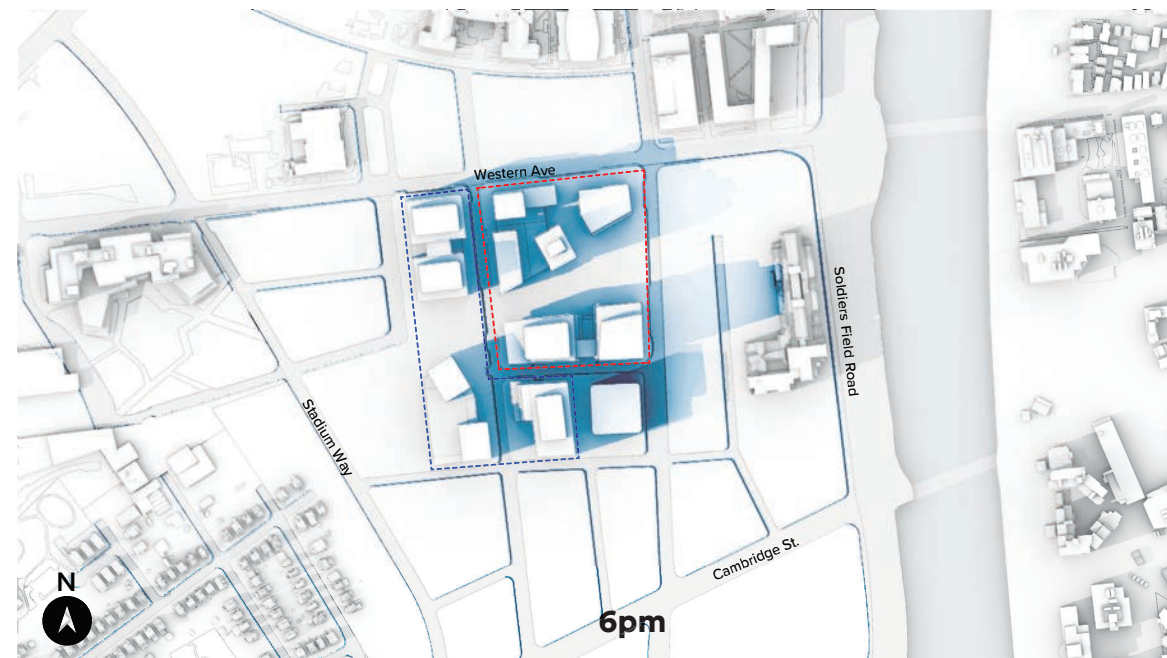 Western Ave
Soldiers Field Road
Stadium Way
Cambridge St.
N
6pm